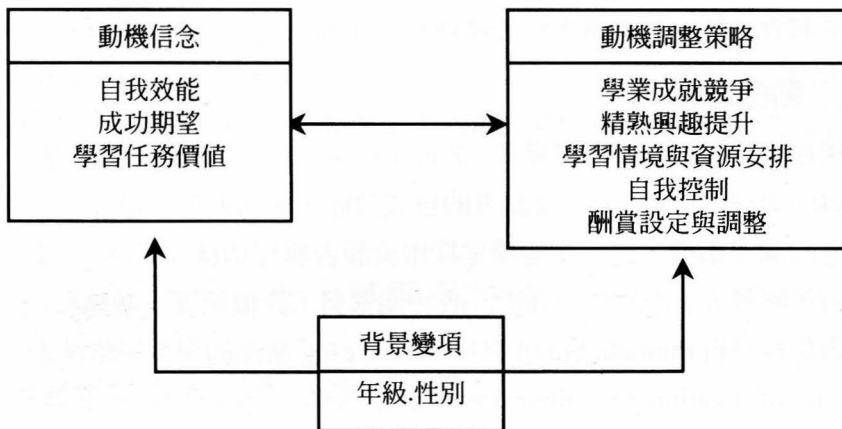 動機信念
自我效能
成功期望
學習任務價值
動機調整策略
學業成就競爭
精熟興趣提升
學習情境與資源安排
自我控制
酬賞設定與調整
背景變項
年級.性別